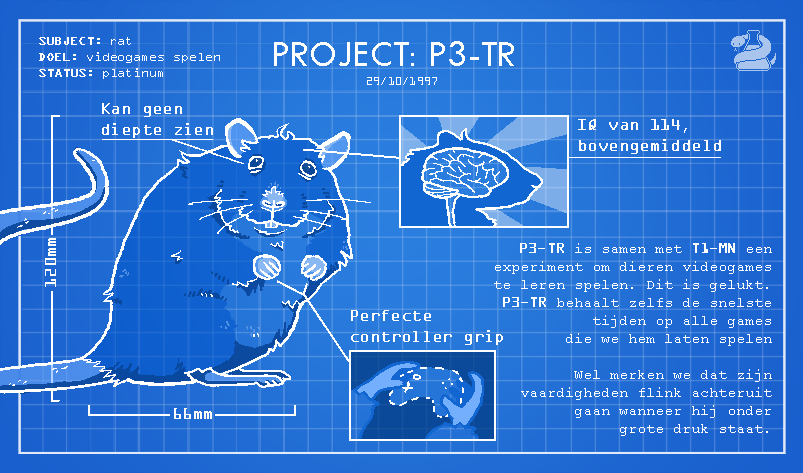 SUBJECT: rat
DOEL: videogames spelen
STATUS: platinum
PROJECT: P3-TR
29/10/1997
Kan geen
diepte zien
IQ van 114,
bovengemiddeld
120mm
66mm
Perfecte
controller grip
P3-TR is samen met T1-MN een
experiment om dieren videogames
te leren spelen. Dit is gelukt.
P3-TR behaalt zelfs de snelste
tijden op alle games
die we hem laten spelen
Wel merken we dat zijn
vaardigheden flink achteruit
gaan wanneer hij onder
grote druk staat.